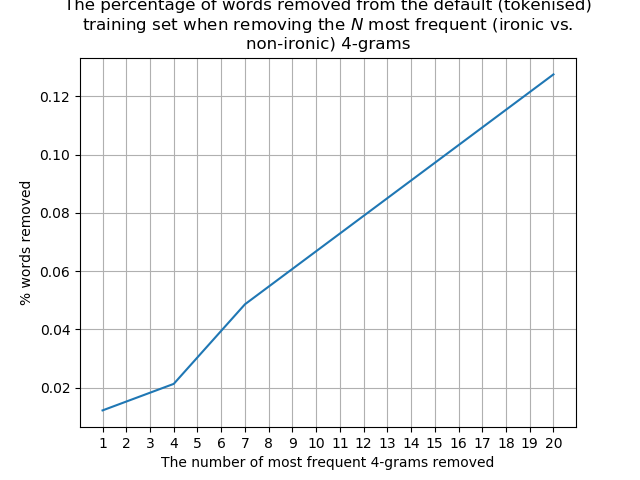 The percentage of words removed from the default (tokenised)
training set when removing the N most frequent (ironic vs.
non-ironic) 4-grams
% words removed
0.12
0.10
0.08
0.06
0.04
0.02
1 2 3 4 5 6 7 8 9 10 11 12 13 14 15 16 17 18 19 20
The number of most frequent 4-grams removed